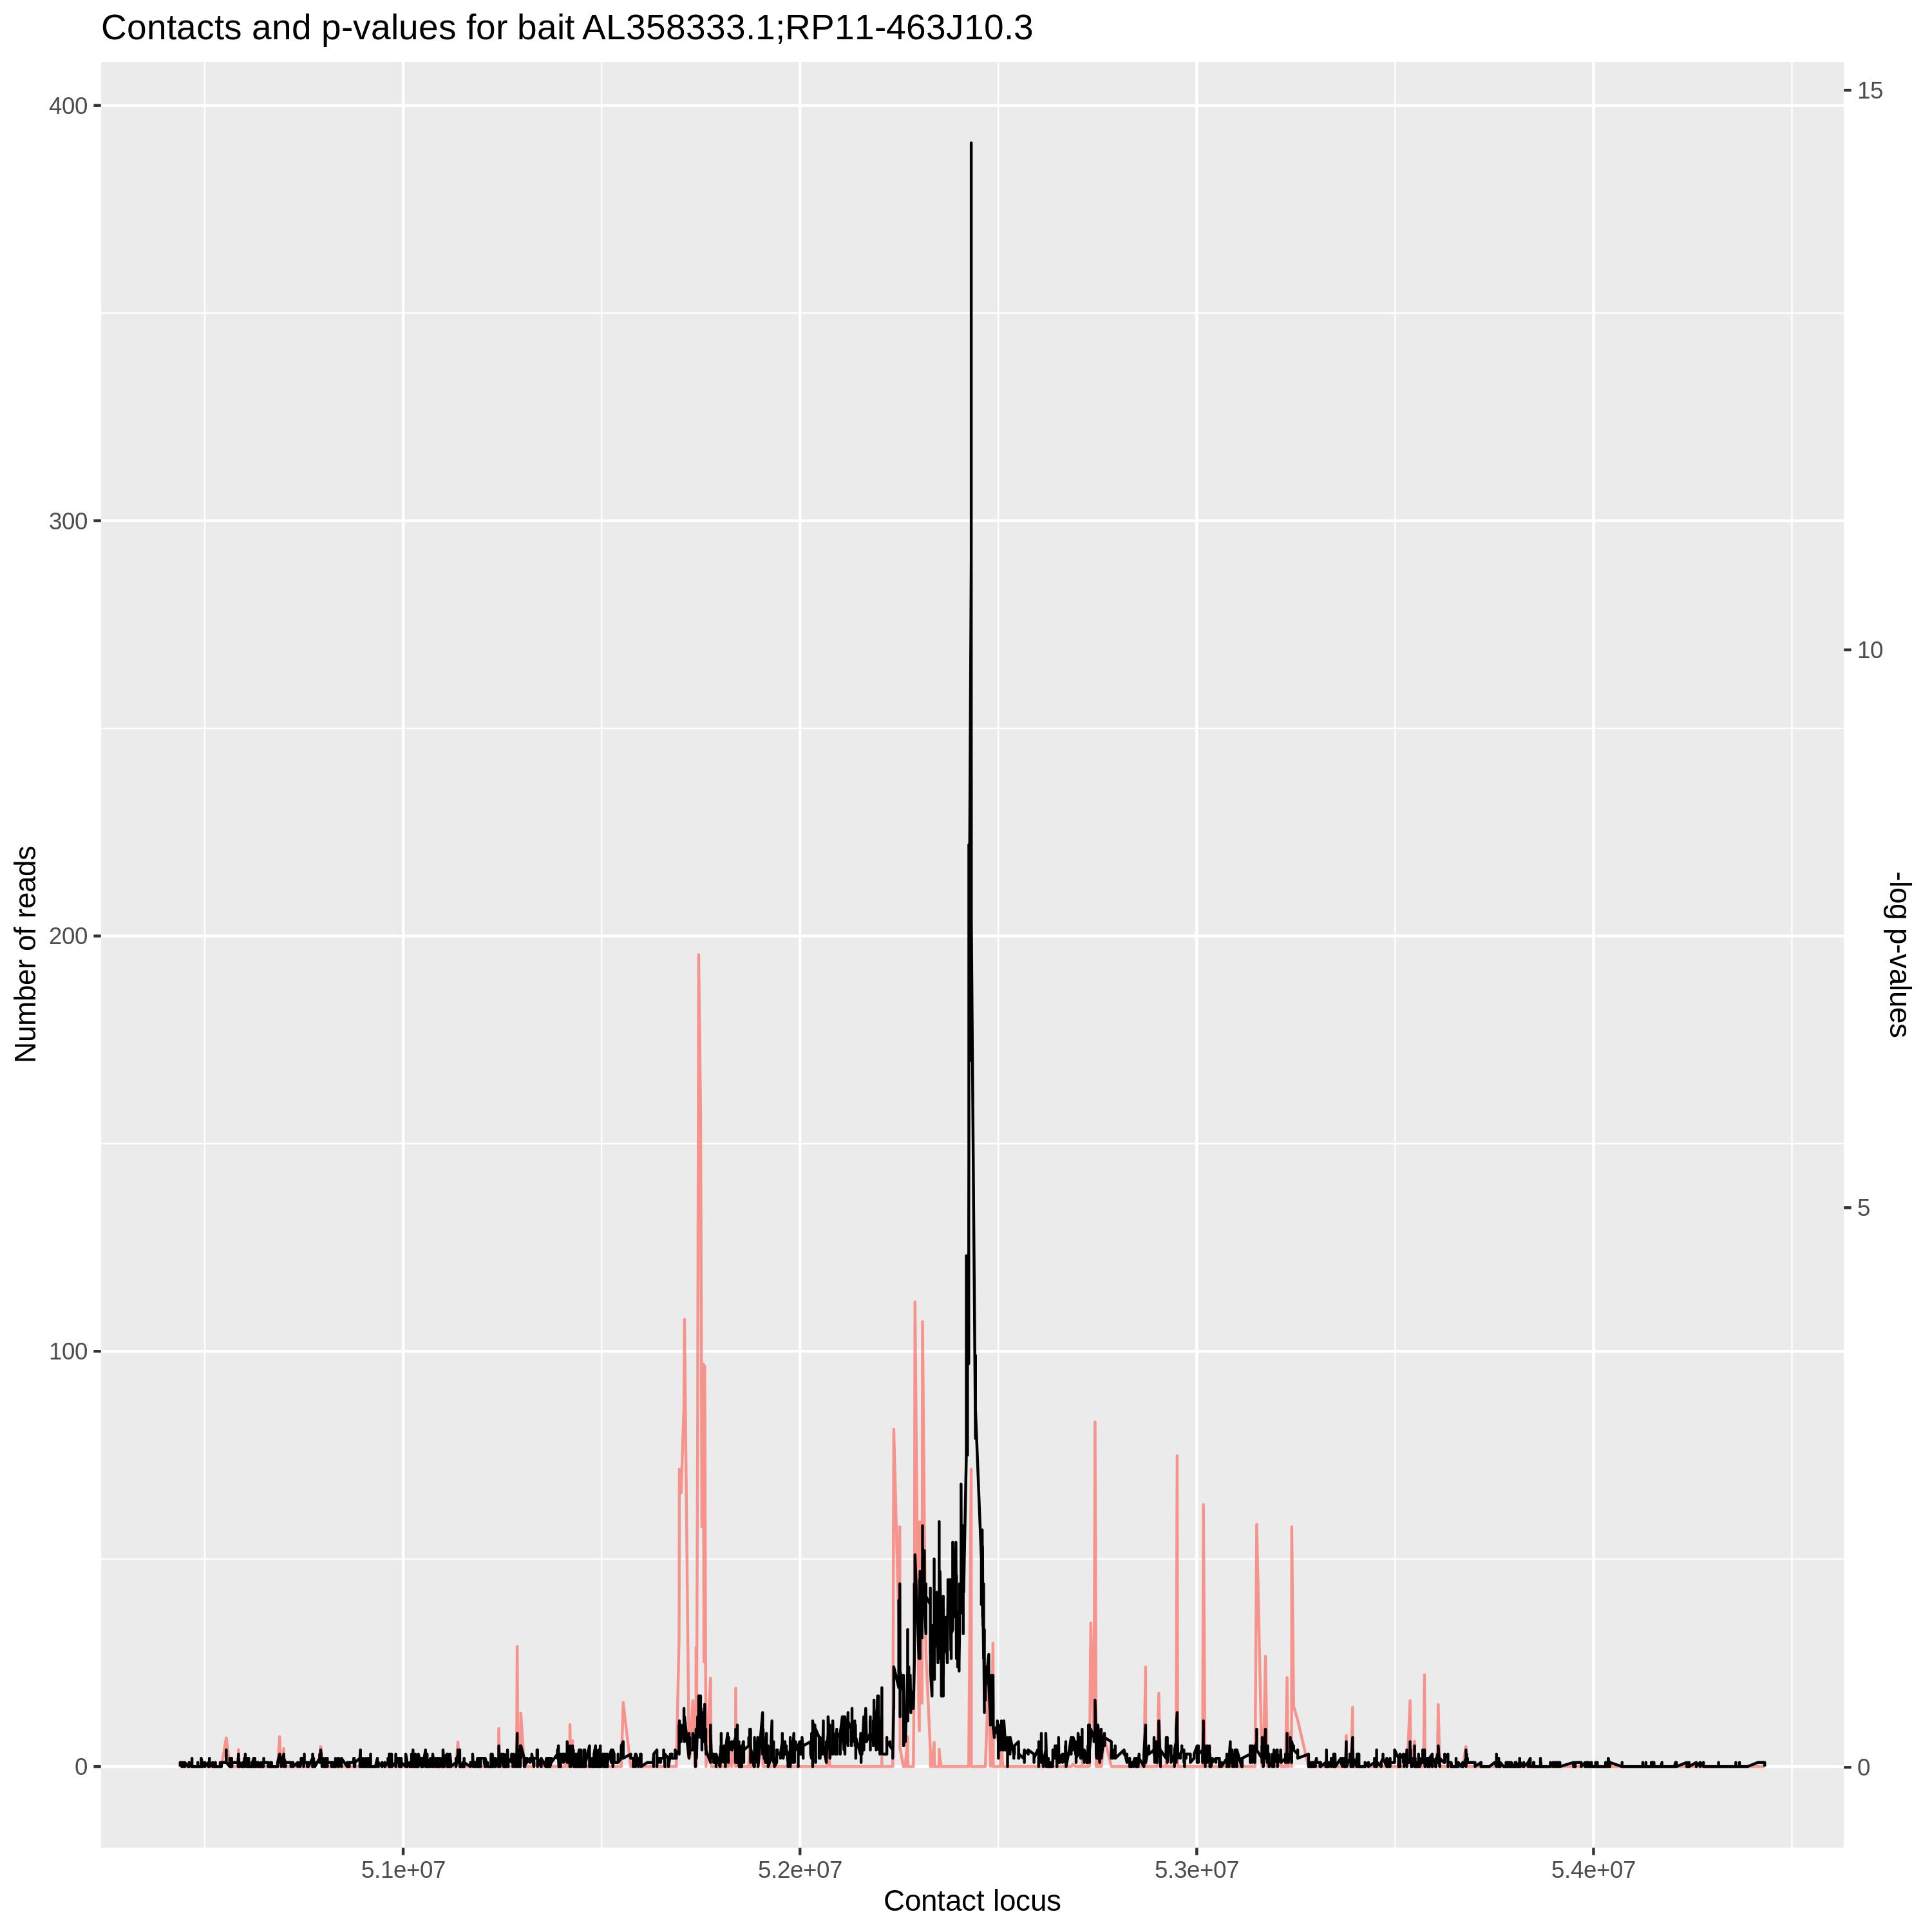 Contacts and p-values for bait AL358333.1;RP11-463J10.3
400
300
200
100
0
Number of reads
15
10
5
0
-log p-values
5.1e+07
5.2e+07
5.3e+07
5.4e+07
Contact locus